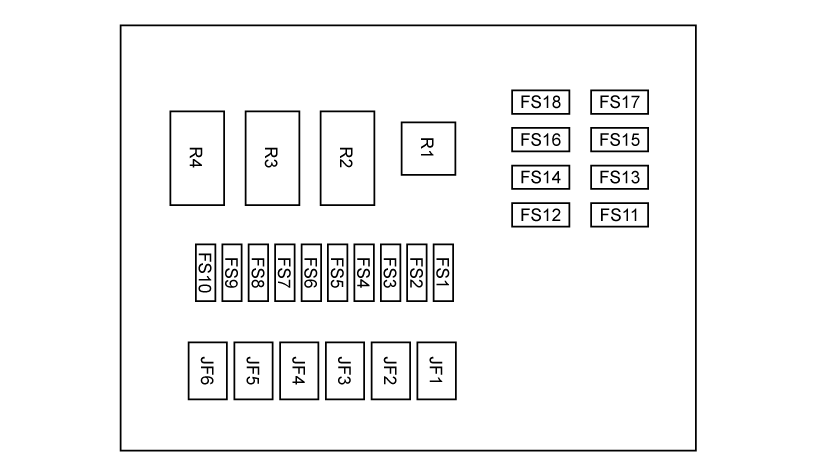 FS18 FS17
R4 R3 R2 R1
FS16 FS15
FS14 FS13
FS12 FS11
FS10 FS9 FS8 FS7 FS6 FS5 FS4 FS3 FS2 FS1
JF6 JF5 JF4 JF3 JF2 JF1